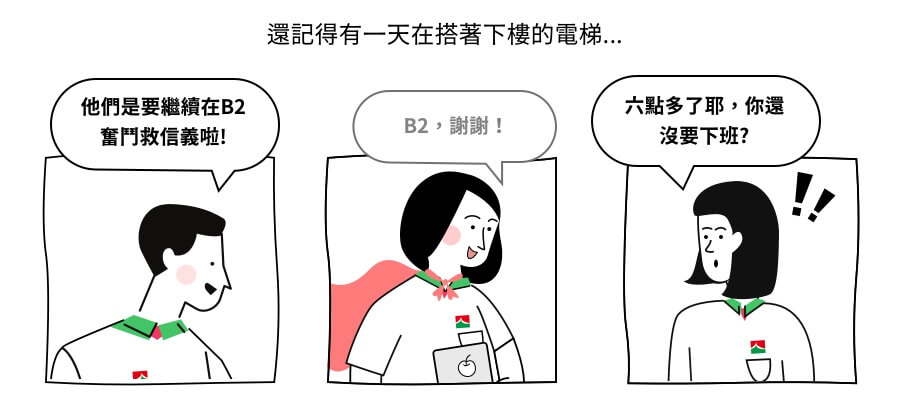 還記得有一天在搭著下樓的電梯...
他們是要繼續在B2
奮鬥救信義啦!
B2，謝謝！
六點多了耶，你還
沒要下班?